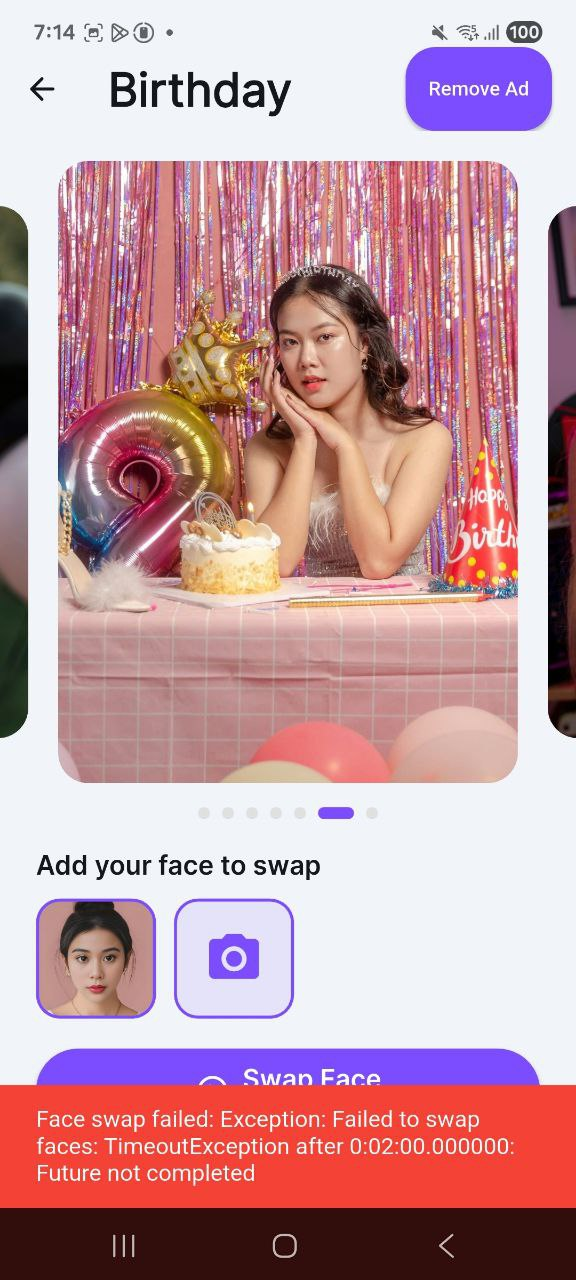 7:14
100
Birthday
Remove Ad
BIRTHDAY
Happy
Birth
Add your face to swap
Swap Face
Face swap failed: Exception: Failed to swap
faces: TimeoutException after 0:02:00.000000:
Future not completed